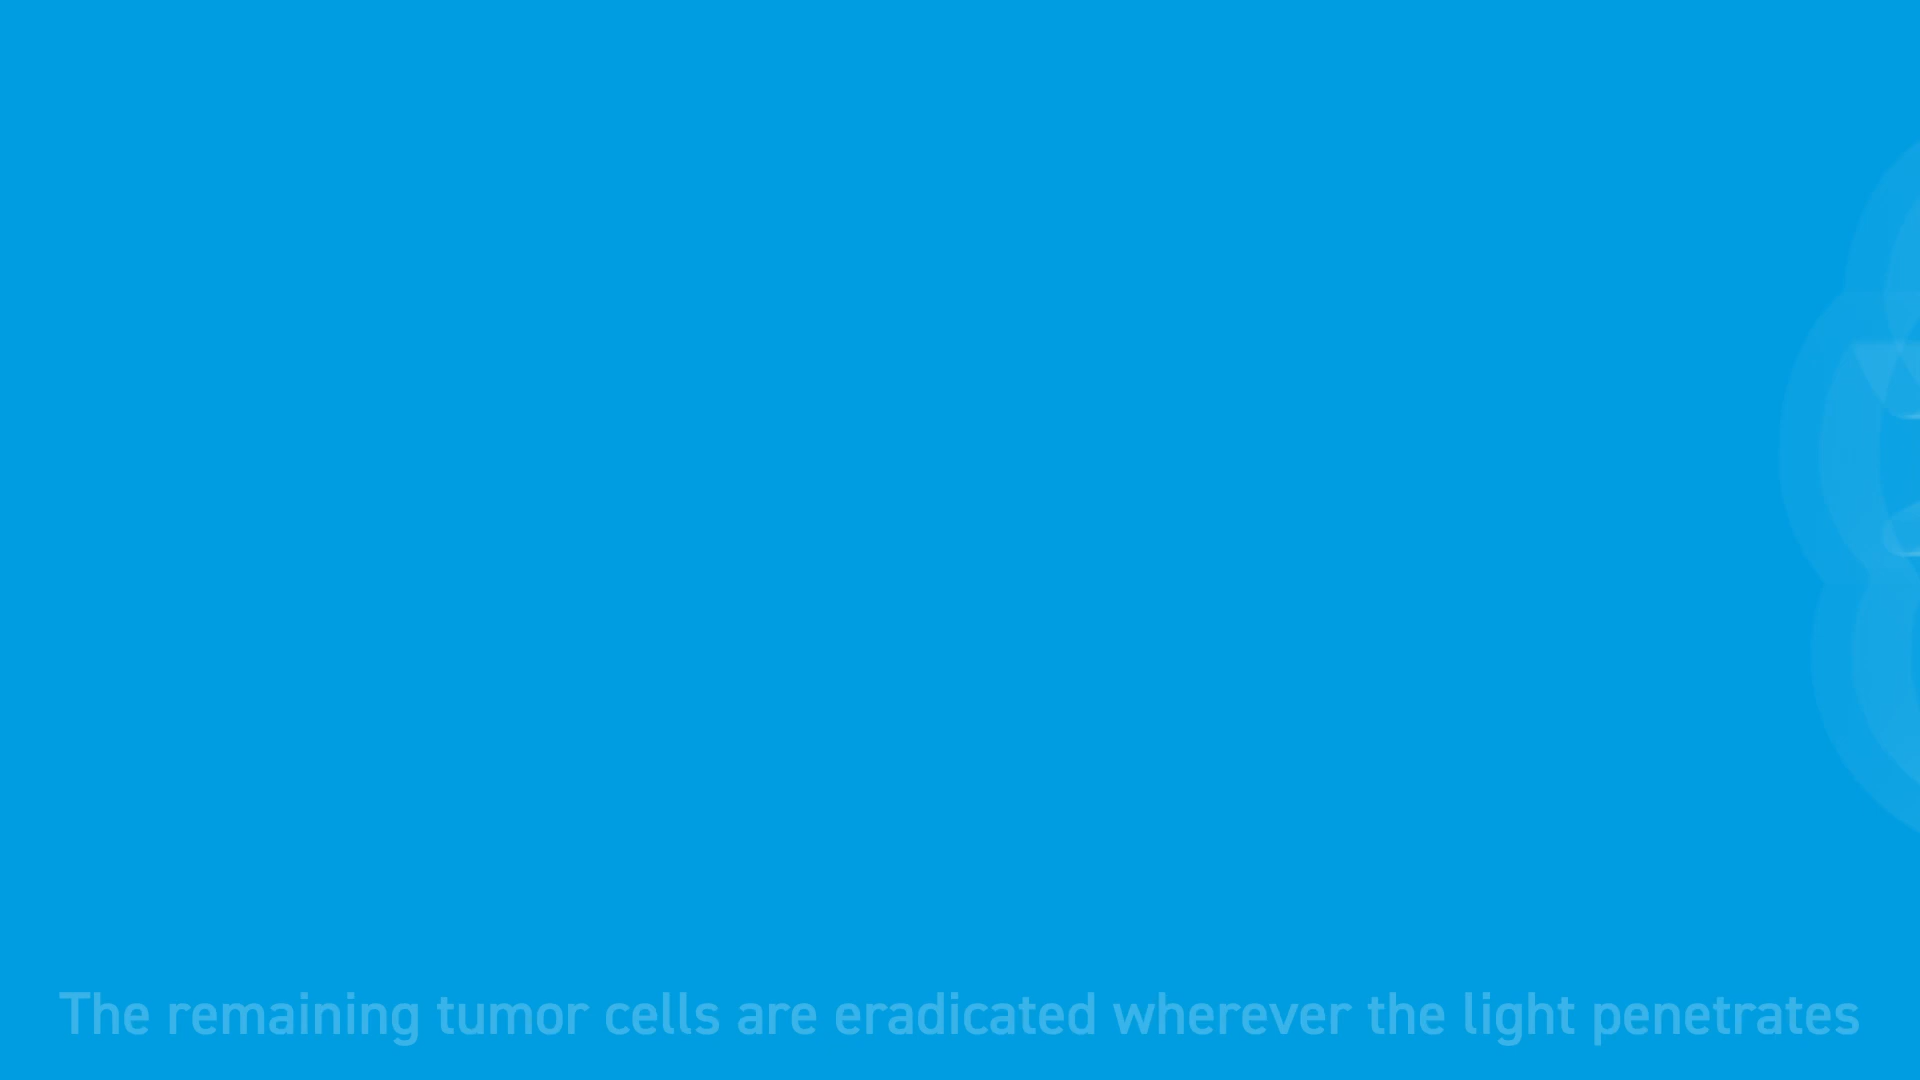 The remaining tumor cells are eradicated wherever the light penetrates